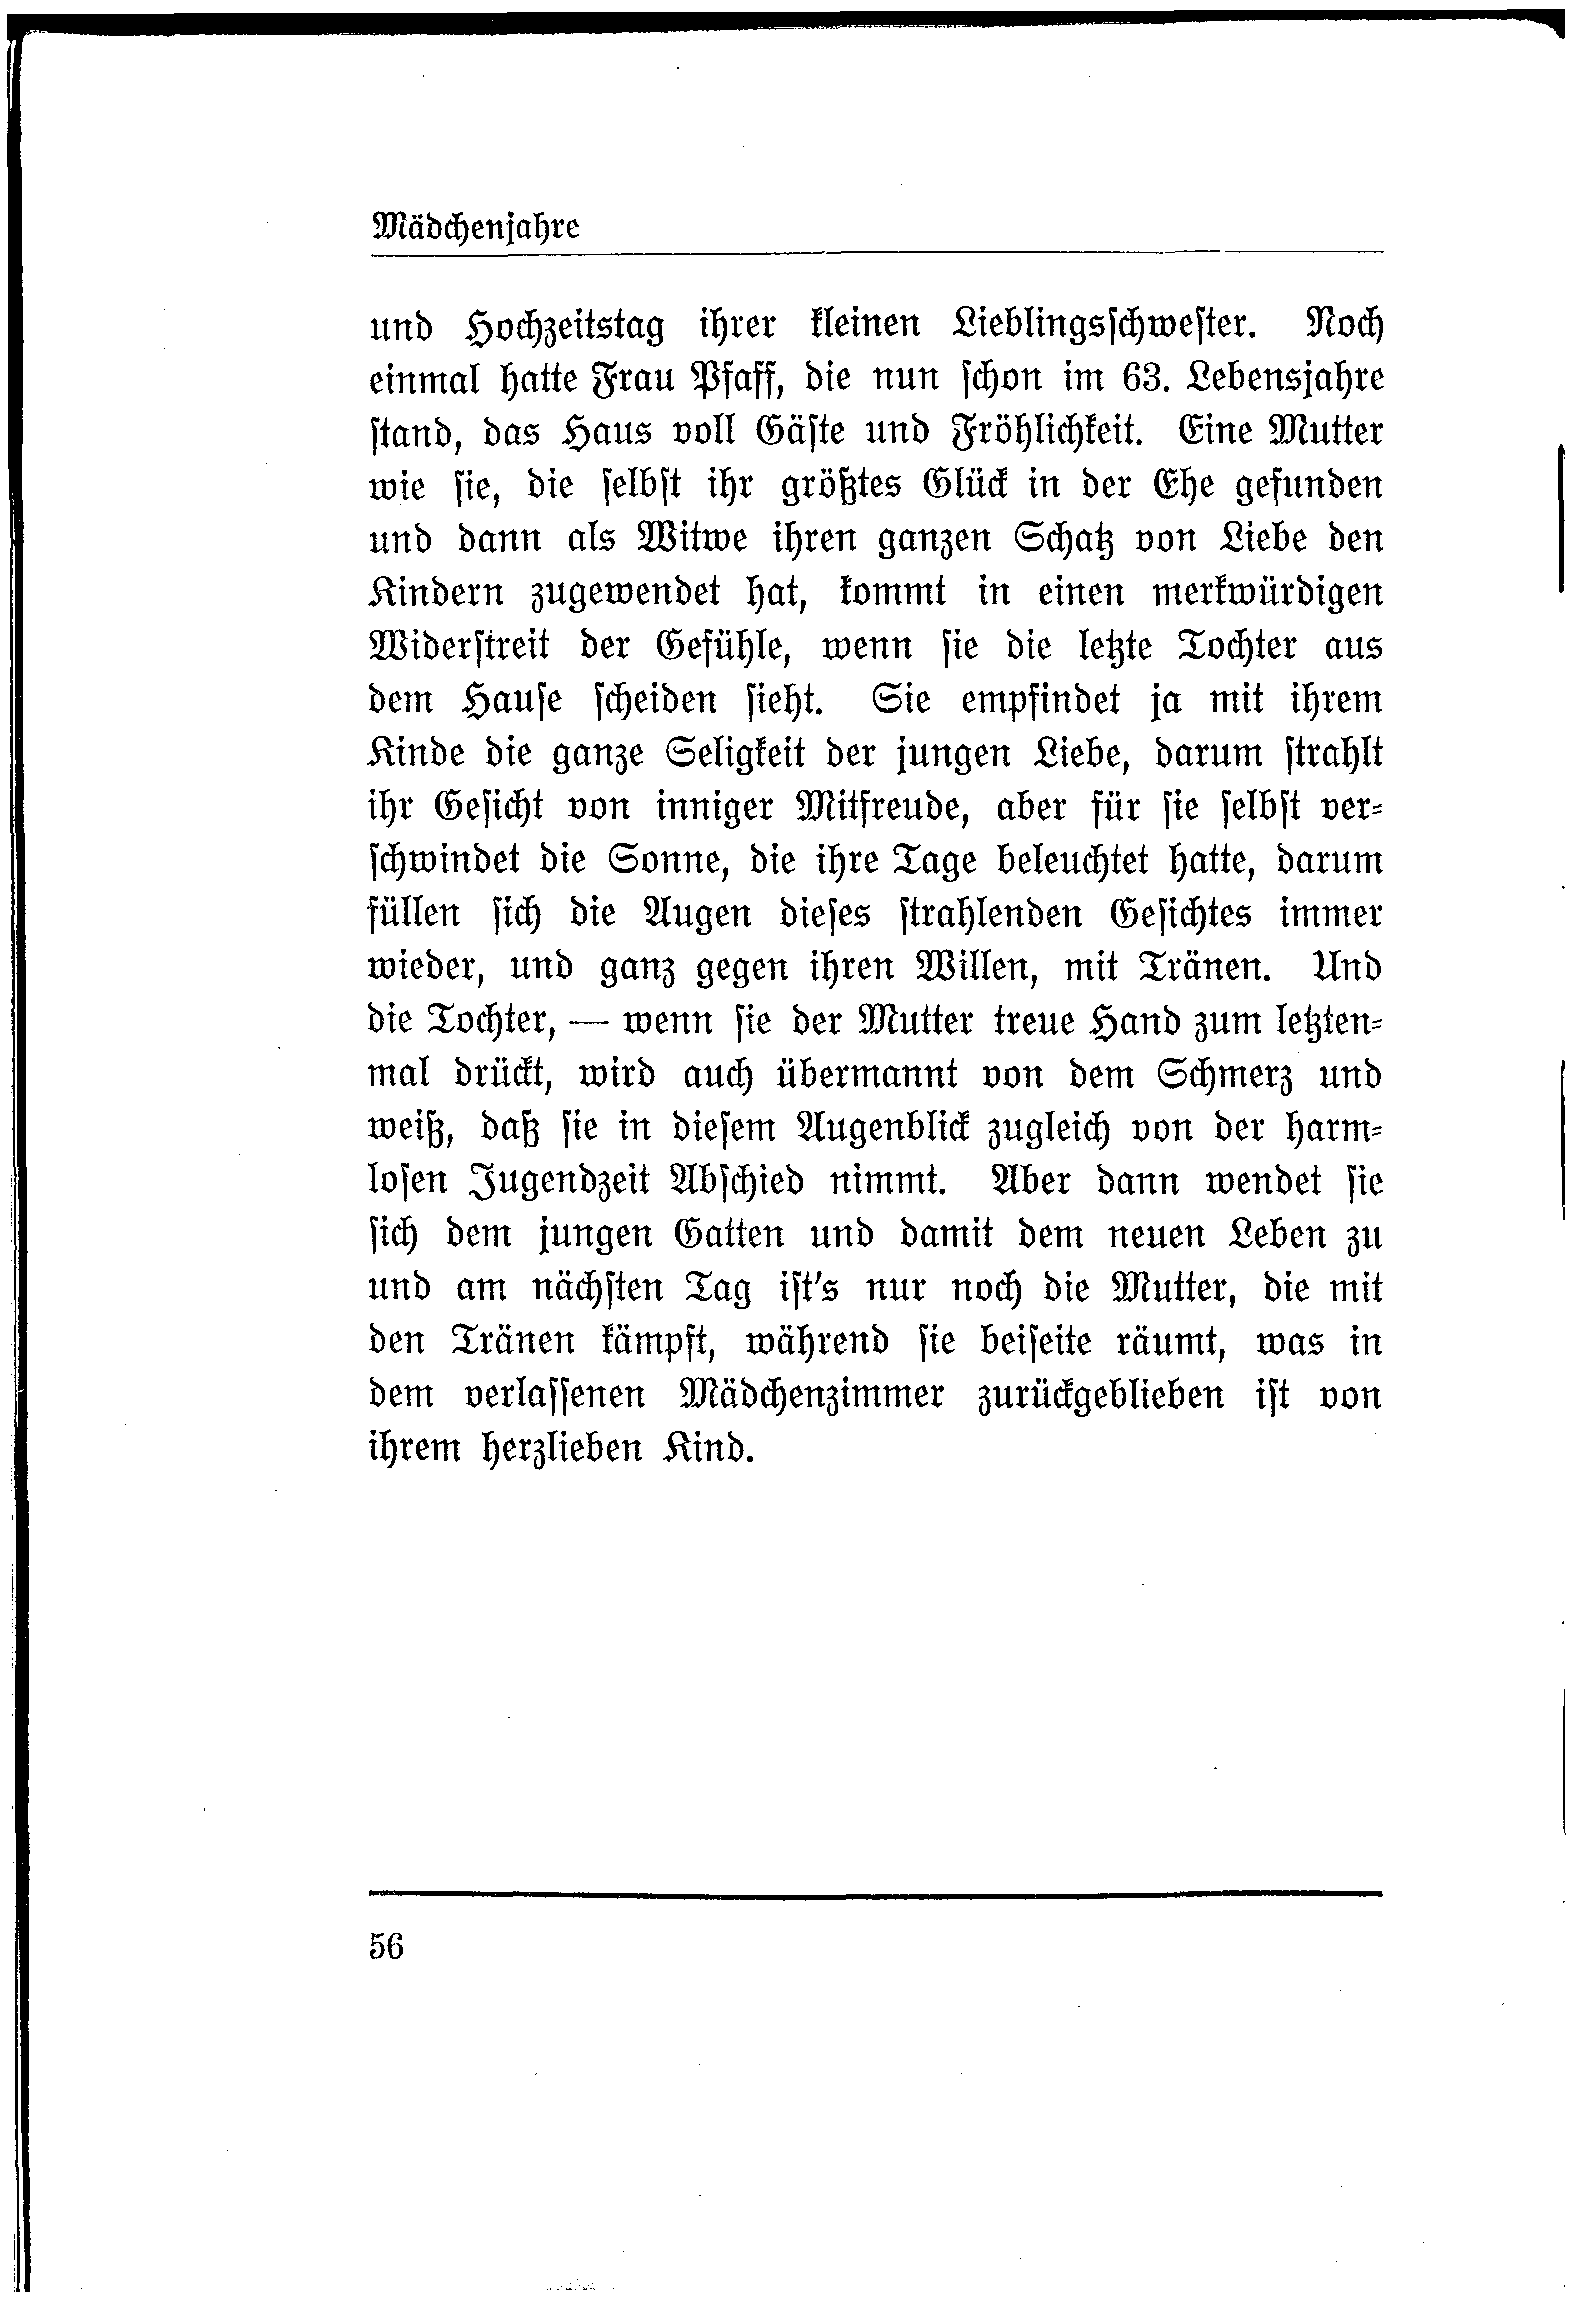 Mädchenjahre
und Hochzeitstag ihrer kleinen Lieblingsschwester. Noch
einmal hatte Frau Pfaff, die nun schon im 63. Lebensjahre
stand, das Haus voll Gäste und Fröhlichkeit. Eine Mutter
wie sie, die selbst ihr größtes Glück in der Ehe gefunden
und dann als Witwe ihren ganzen Schatz von Liebe den
Kindern zugewendet hat, kommt in einen merkwürdigen
Widerstreit der Gefühle, wenn sie die letzte Tochter aus
dem Hause scheiden sieht. Sie empfindet ja mit ihrem
Kinde die ganze Seligkeit der jungen Liebe, darum strahlt
ihr Gesicht von inniger Mitfreude, aber für sie selbst ver-
schwindet die Sonne, die ihre Tage beleuchtet hatte, darum
füllen sich die Augen dieses strahlenden Gesichtes immer
wieder, und ganz gegen ihren Willen, mit Tränen. Und
die Tochter, — wenn sie der Mutter treue Hand zum letzten-
mal drückt, wird auch übermannt von dem Schmerz und
weiß, daß sie in diesem Augenblick zugleich von der harm-
losen Jugendzeit Abschied nimmt. Aber dann wendet sie
sich dem jungen Gatten und damit dem neuen Leben zu
und am nächsten Tag ist's nur noch die Mutter, die mit
den Tränen kämpft, während sie beiseite räumt, was in
dem verlassenen Mädchenzimmer zurückgeblieben ist von
ihrem herzlieben Kind.
56